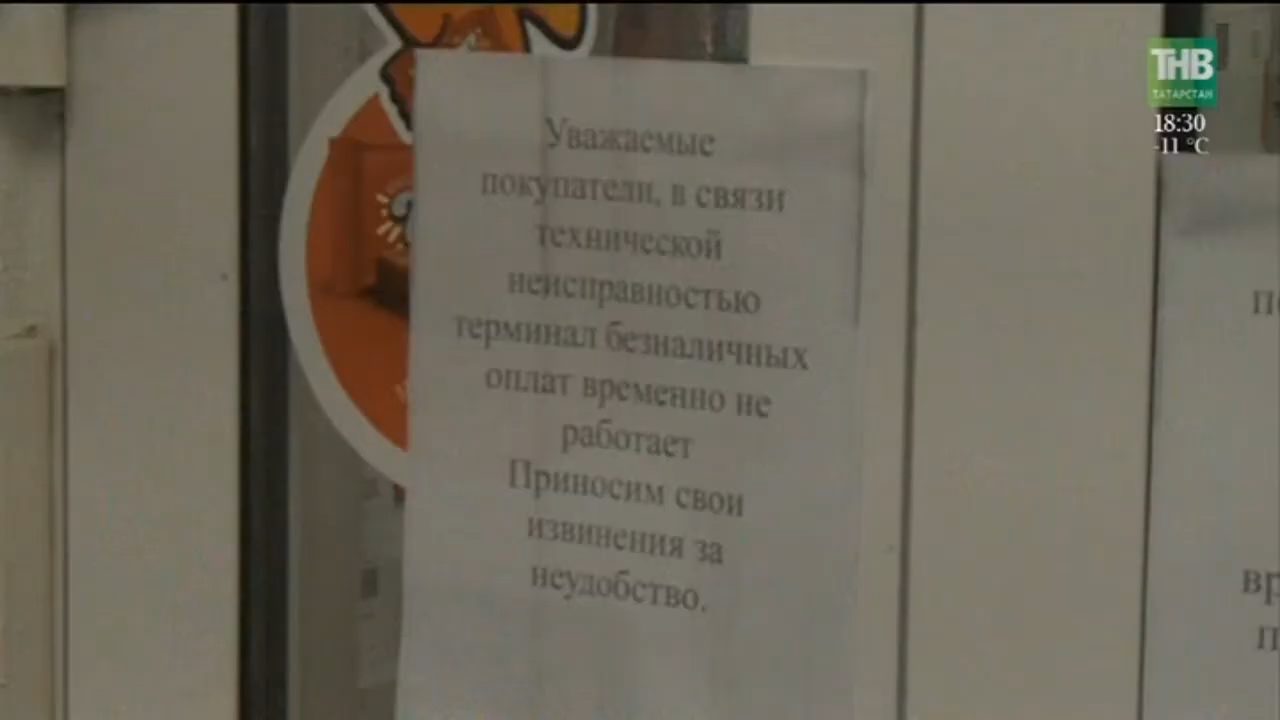 ТНВ
ТАТАРСТАН
18:30
-11 °C
Уважаемые
покупатели, в связи
технической
неисправностью
терминал безналичных
оплат временно не
работает
Приносим свои
извинения за
неудобство.